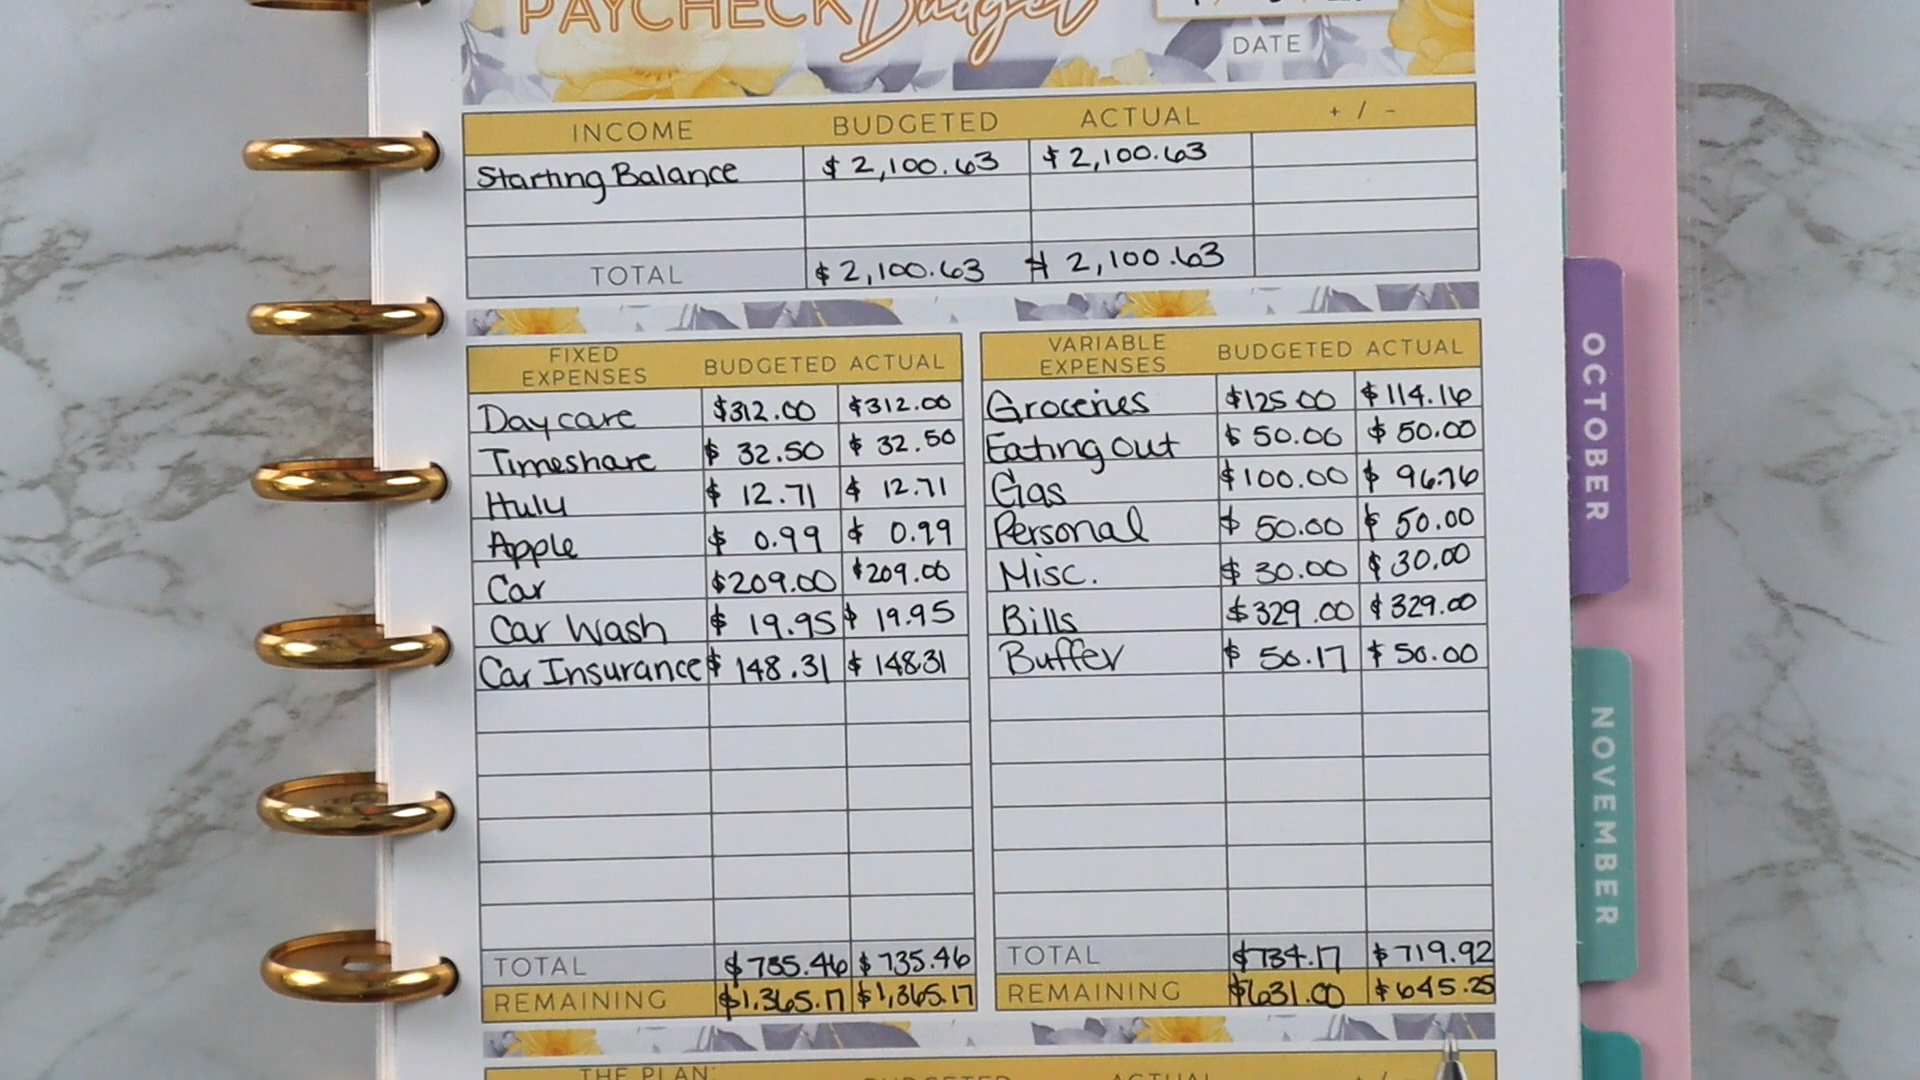 PAYCHECK Budget
DATE
INCOME BUDGETED ACTUAL + / -
Starting Balance $2,100.63 $2,100.63
TOTAL $2,100.63 $2,100.63
FIXED EXPENSES BUDGETED ACTUAL
Daycare $312.00 $312.00
Timeshare $32.50 $32.50
Hulu $12.71 $12.71
Apple $0.99 $0.99
Car $209.00 $209.00
Car Wash $19.95 $19.95
Car Insurance $148.31 $148.31
TOTAL $735.46 $735.46
REMAINING $1,365.17 $1,365.17
VARIABLE EXPENSES BUDGETED ACTUAL
Groceries $125.00 $114.16
Eating out $50.00 $50.00
Gas $100.00 $96.76
Personal $50.00 $50.00
Misc. $30.00 $30.00
Bills $329.00 $329.00
Buffer $50.17 $50.00
TOTAL $734.17 $719.92
REMAINING $631.00 $645.25
THE PLAN: BUDGETED ACTUAL + / -
OCTOBER
NOVEMBER